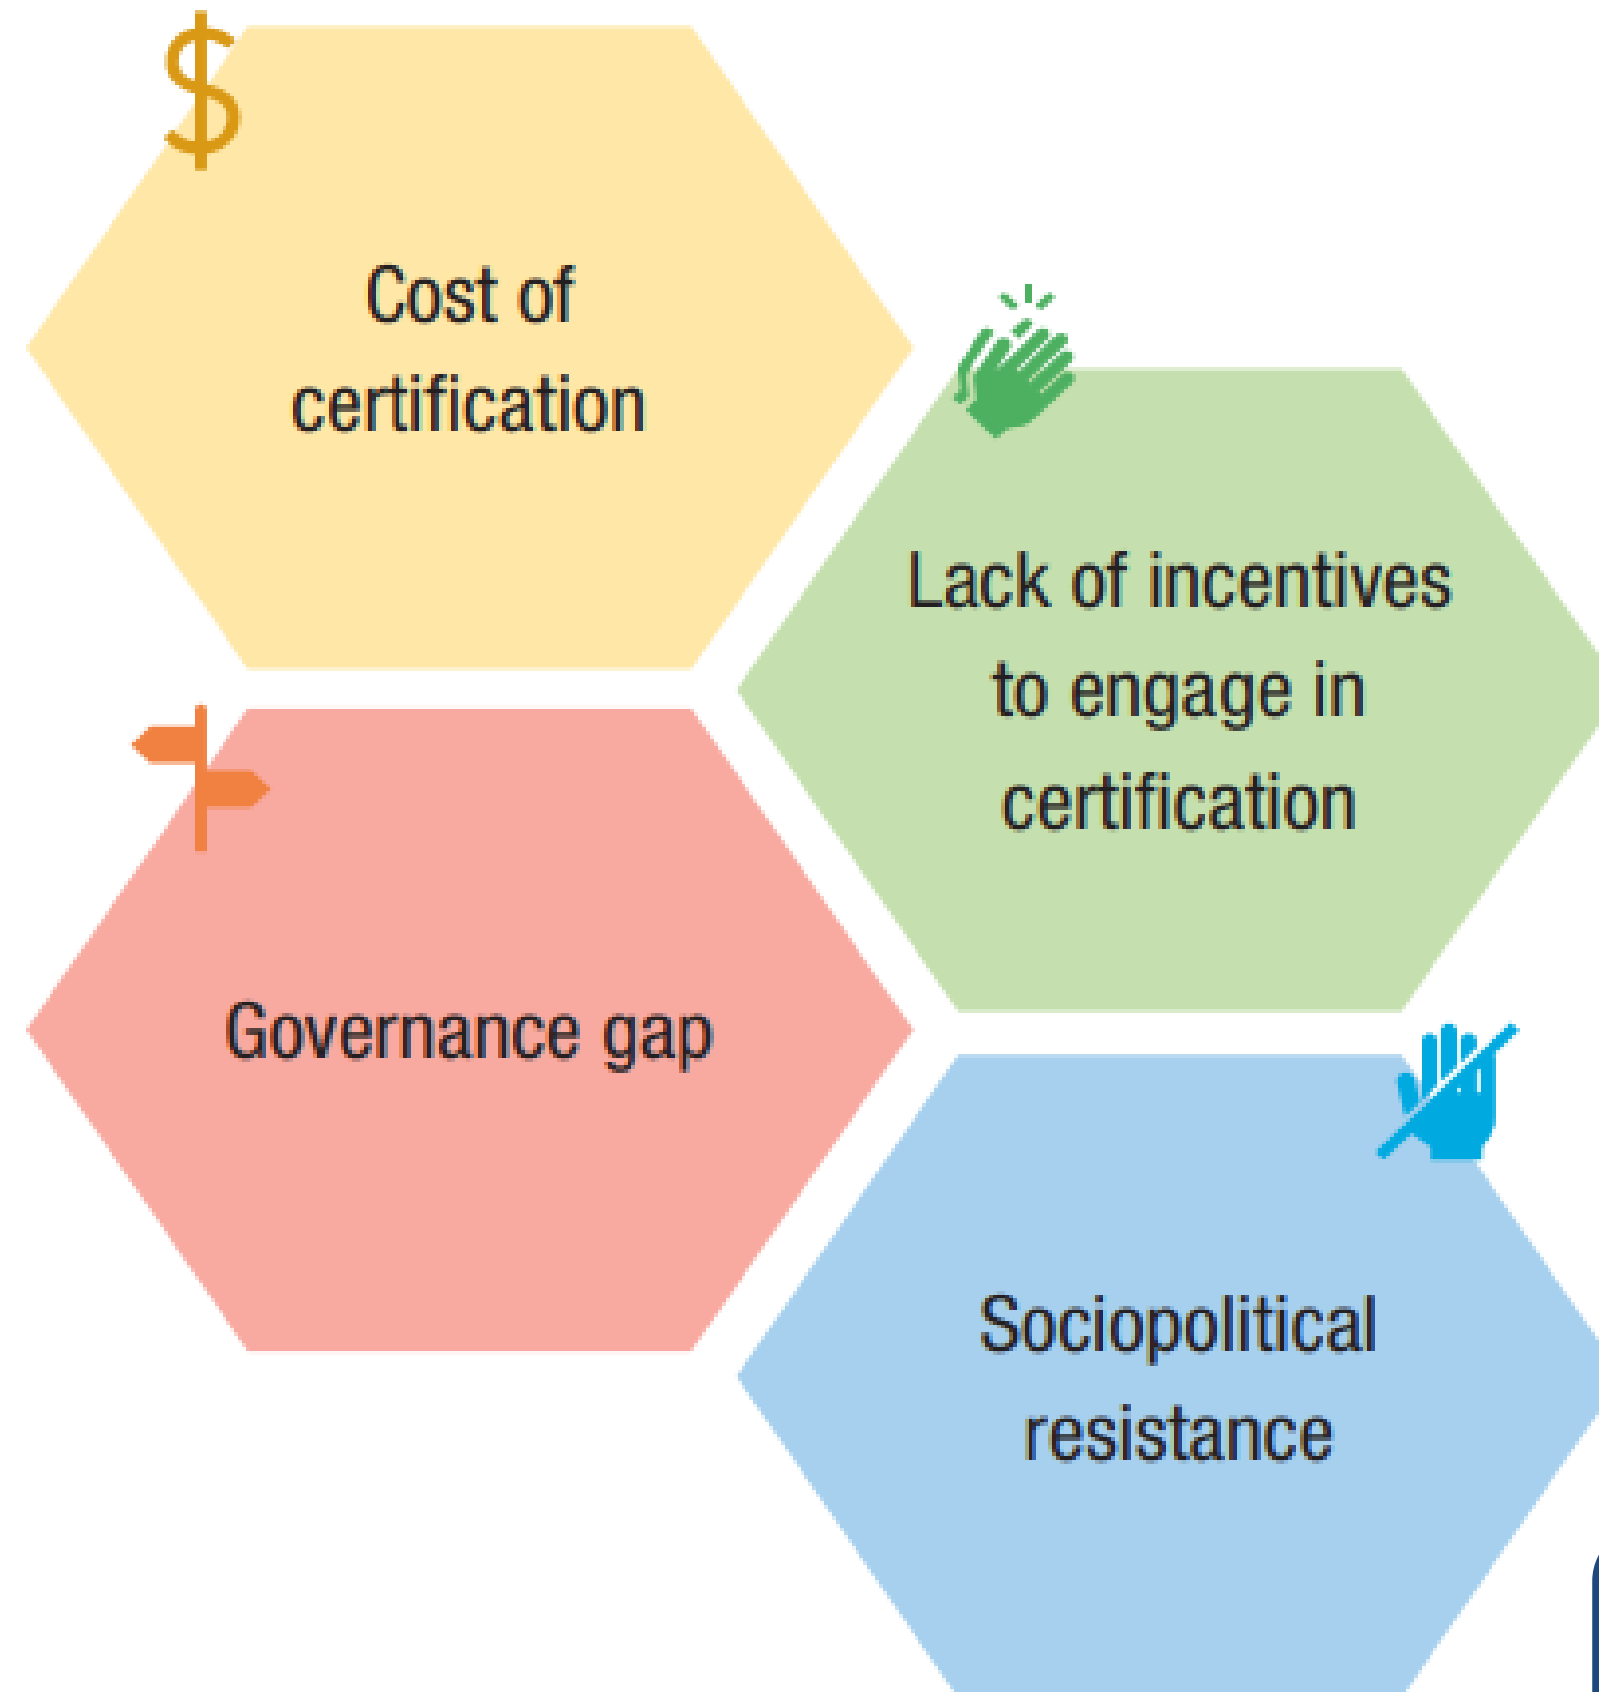 Cost of
certification
Lack of incentives
to engage in
certification
Governance gap
Sociopolitical
resistance